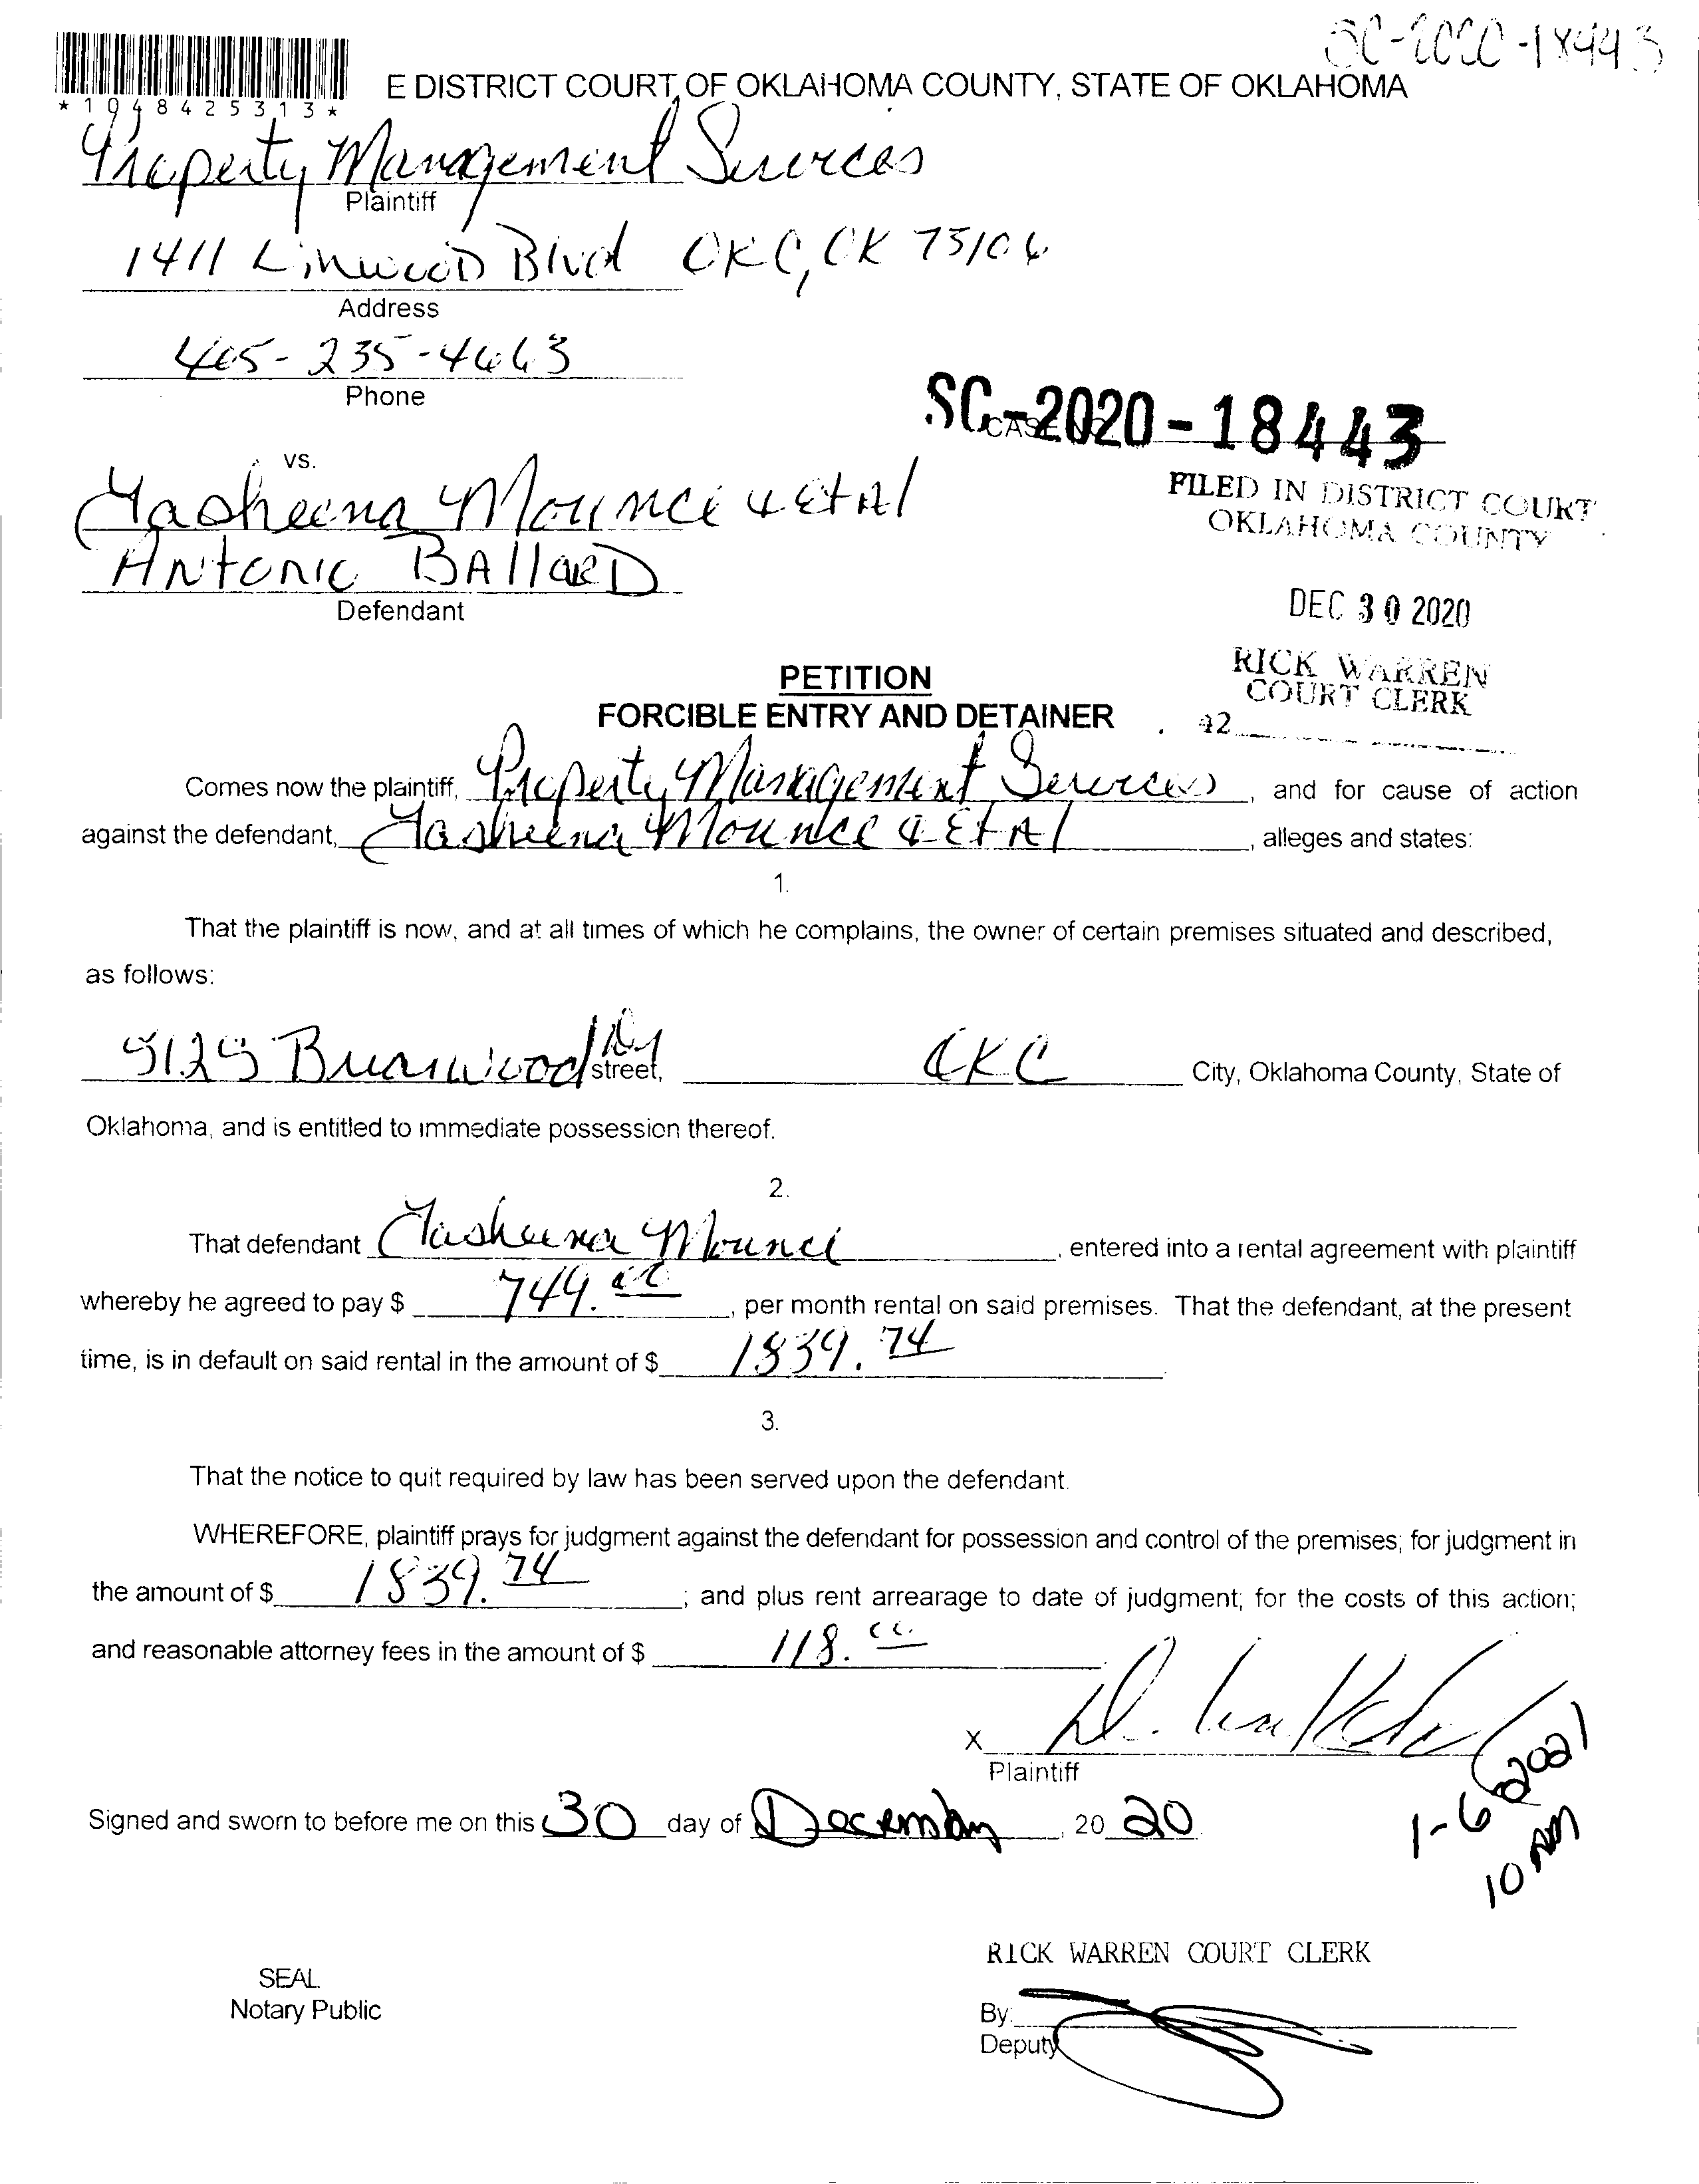 SC-2020-18443
*1048425313*
E DISTRICT COURT OF OKLAHOMA COUNTY, STATE OF OKLAHOMA
Property Management Services
Plaintiff
1411 Linwood Blvd OKC, OK 73106
Address
405-235-4663
Phone
SC-2020-18443
FILED IN DISTRICT COURT
OKLAHOMA COUNTY
DEC 30 2020
RICK WARREN
COURT CLERK
42
vs.
Tasheena Mounce & Et Al
Antonio Ballard
Defendant
PETITION
FORCIBLE ENTRY AND DETAINER
Comes now the plaintiff, Property Management Services, and for cause of action
against the defendant, Tasheena Mounce & Et Al, alleges and states:
1.
That the plaintiff is now, and at all times of which he complains, the owner of certain premises situated and described,
as follows:
street, OKC City, Oklahoma County, State of
Oklahoma, and is entitled to immediate possession thereof.
2.
That defendant Tasheena Mounce, entered into a rental agreement with plaintiff
whereby he agreed to pay $ 749.00, per month rental on said premises. That the defendant, at the present
time, is in default on said rental in the amount of $ 1839.74
3.
That the notice to quit required by law has been served upon the defendant.
WHEREFORE, plaintiff prays for judgment against the defendant for possession and control of the premises; for judgment in
the amount of $ 1839.74; and plus rent arrearage to date of judgment; for the costs of this action;
and reasonable attorney fees in the amount of $ 118.00
X
Plaintiff
Signed and sworn to before me on this 30 day of December, 20 20.
1-6 2021
10 AM
RICK WARREN COURT CLERK
SEAL
Notary Public
By:
Deputy